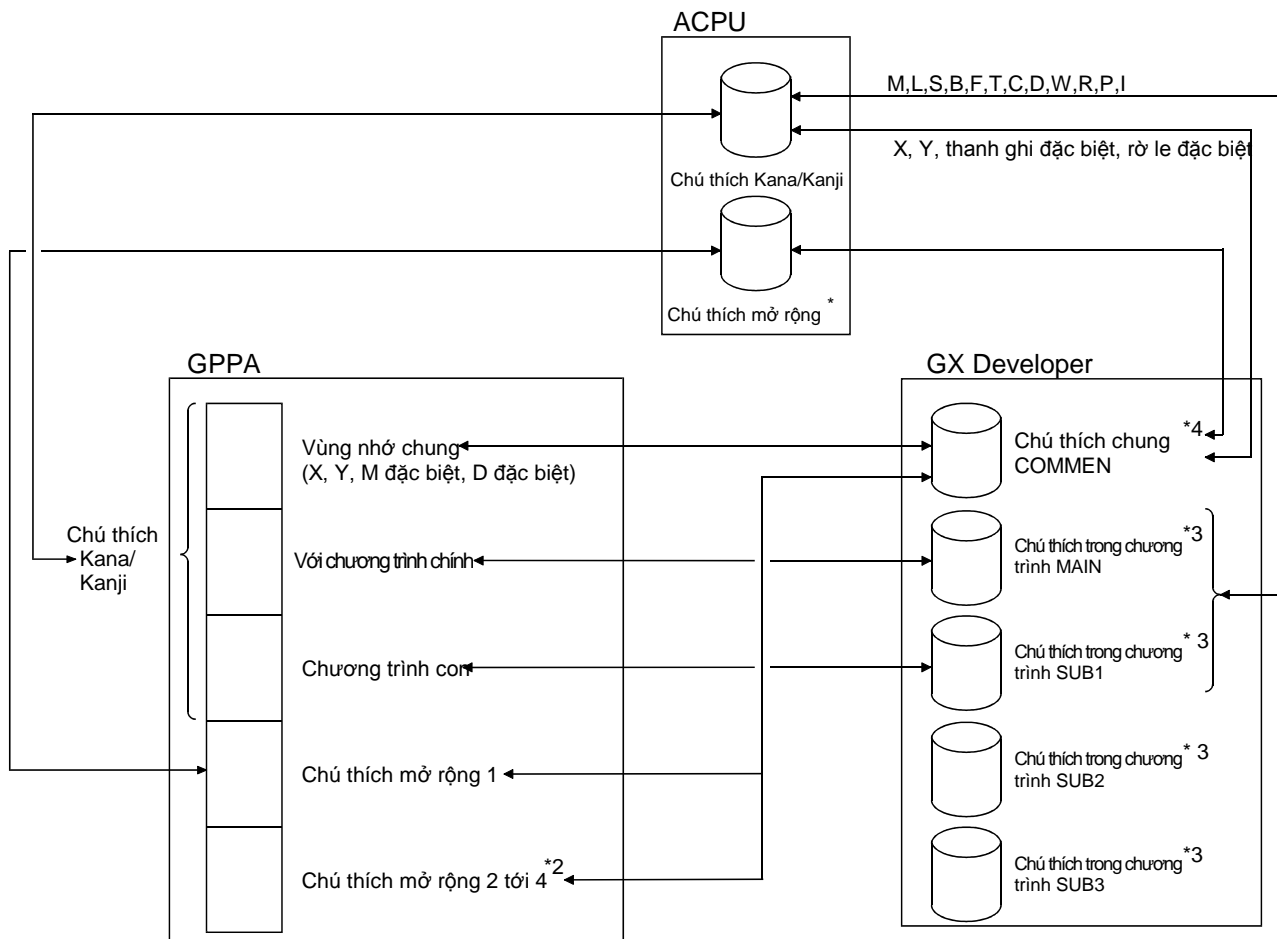 ACPU
M,L,S,B,F,T,C,D,W,R,P,I
X, Y, thanh ghi đặc biệt, rờ le đặc biệt
Chú thích Kana/Kanji
Chú thích mở rộng *
GPPA
GX Developer
Vùng nhớ chung
(X, Y, M đặc biệt, D đặc biệt)
Chú thích chung *4
COMMEN
Chú thích
Kana/
Kanji
Với chương trình chính
Chú thích trong chương *3
trình MAIN
Chương trình con
Chú thích trong chương * 3
trình SUB1
Chú thích mở rộng 1
Chú thích trong chương * 3
trình SUB2
Chú thích mở rộng 2 tới 4 *2
Chú thích trong chương *3
trình SUB3